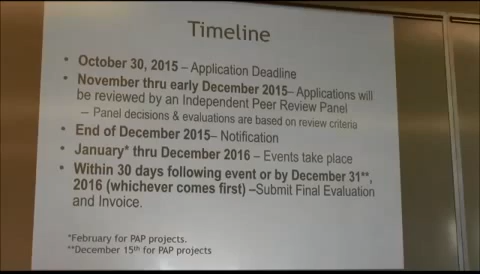 Timeline
• October 30, 2015 – Application Deadline
• November thru early December 2015– Applications will
be reviewed by an Independent Peer Review Panel
– Panel decisions & evaluations are based on review criteria
• End of December 2015– Notification
• January* thru December 2016 – Events take place
• Within 30 days following event or by December 31**,
2016 (whichever comes first) –Submit Final Evaluation
and Invoice.
*February for PAP projects.
**December 15th for PAP projects